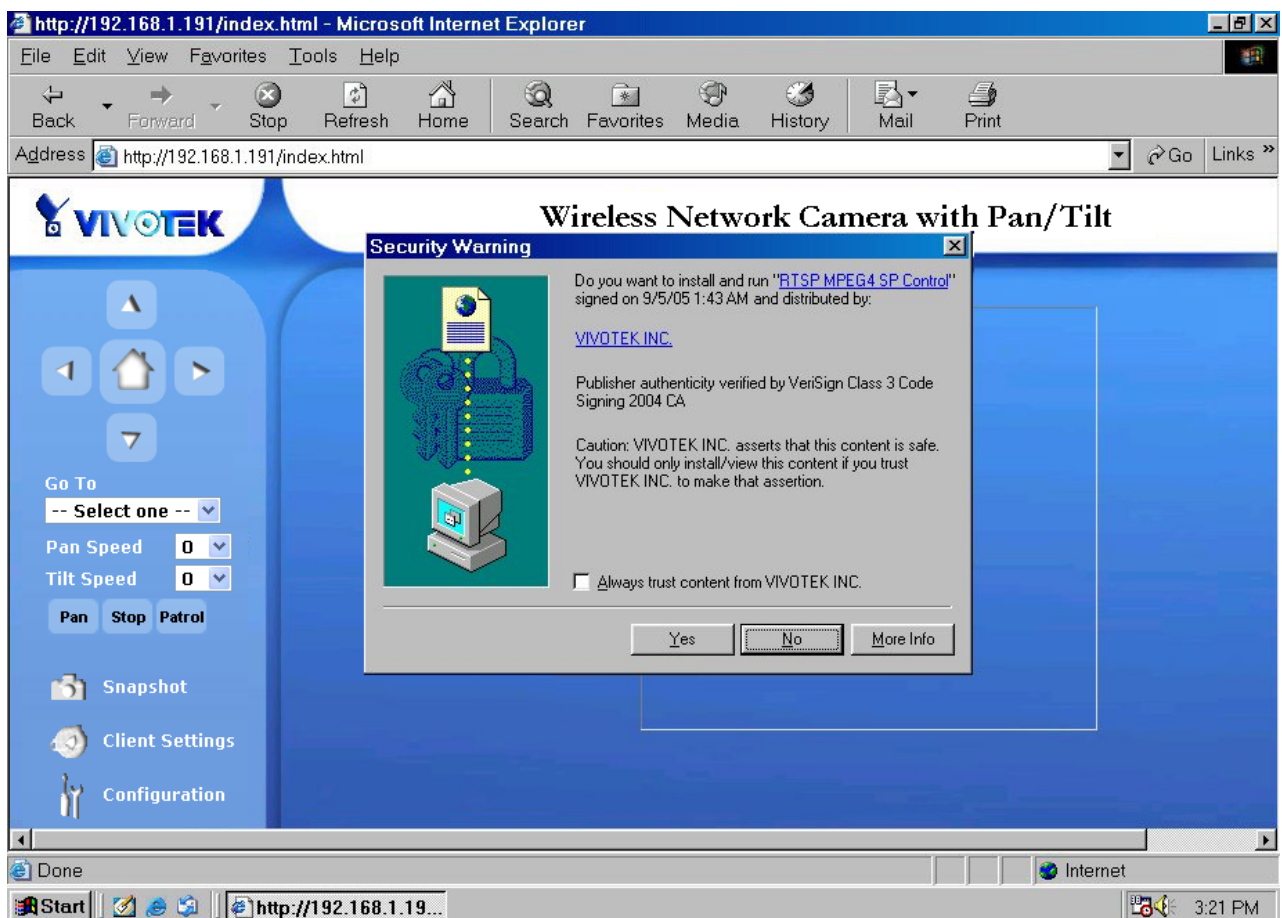 http://192.168.1.191/index.html - Microsoft Internet Explorer
File Edit View Favorites Tools Help
Back Forward Stop Refresh Home Search Favorites Media History Mail Print
Address http://192.168.1.191/index.html Go Links »
VIVOTEK
Wireless Network Camera with Pan/Tilt
Security Warning
Do you want to install and run "RTSP MPEG4 SP Control"
signed on 9/5/05 1:43 AM and distributed by:
VIVOTEK INC.
Publisher authenticity verified by VeriSign Class 3 Code
Signing 2004 CA
Caution: VIVOTEK INC. asserts that this content is safe.
You should only install/view this content if you trust
VIVOTEK INC. to make that assertion.
Always trust content from VIVOTEK INC.
Yes No More Info
Go To
-- Select one --
Pan Speed 0
Tilt Speed 0
Pan Stop Patrol
Snapshot
Client Settings
Configuration
Done Internet
Start http://192.168.1.19... 3:21 PM